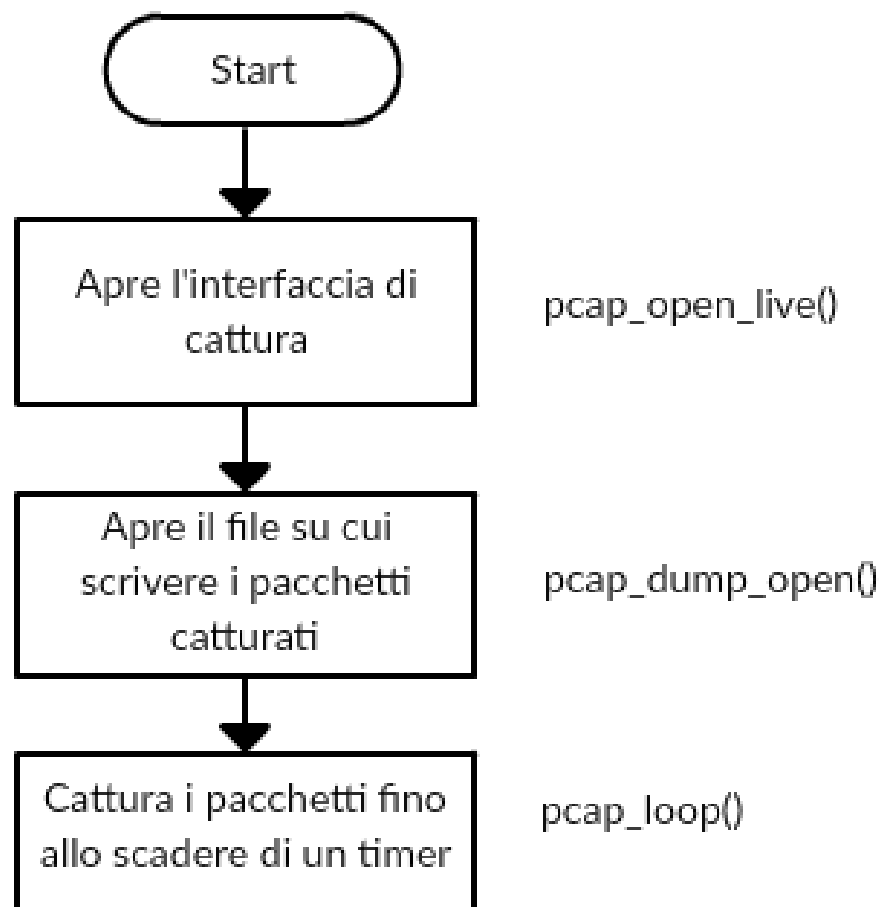 Start
Apre l'interfaccia di
cattura
pcap_open_live()
Apre il file su cui
scrivere i pacchetti
catturati
pcap_dump_open()
Cattura i pacchetti fino
allo scadere di un timer
pcap_loop()